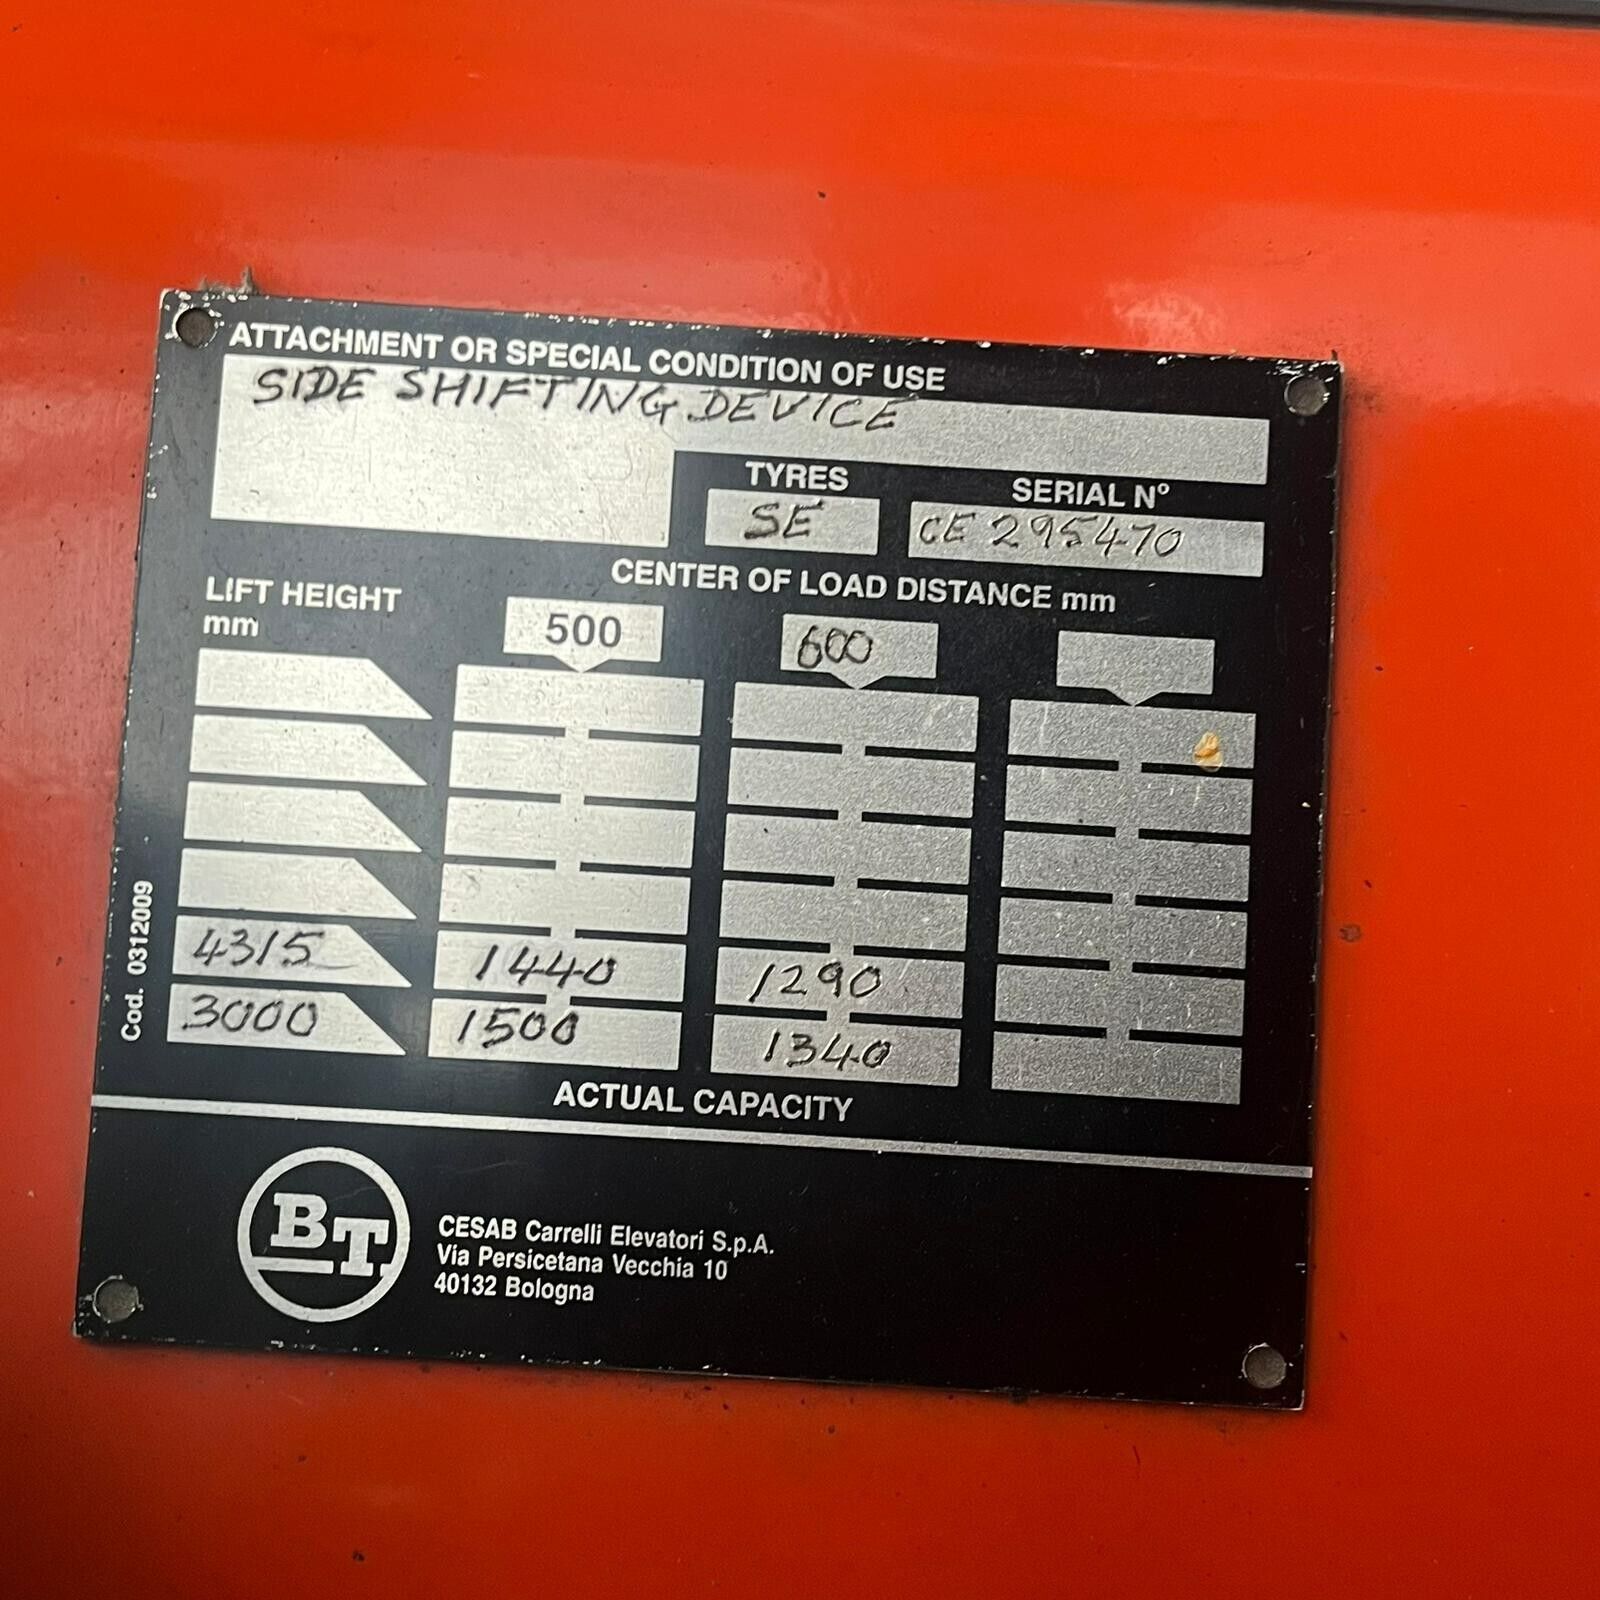 ATTACHMENT OR SPECIAL CONDITION OF USE
SIDE SHIFTING DEVICE
TYRES
SERIAL Nº
SE
CE 295470
CENTER OF LOAD DISTANCE mm
LIFT HEIGHT
mm
500
600
4315 1440 1290
3000 1500 1340
ACTUAL CAPACITY
Cod. 0312009
BT
CESAB Carrelli Elevatori S.p.A.
Via Persicetana Vecchia 10
40132 Bologna